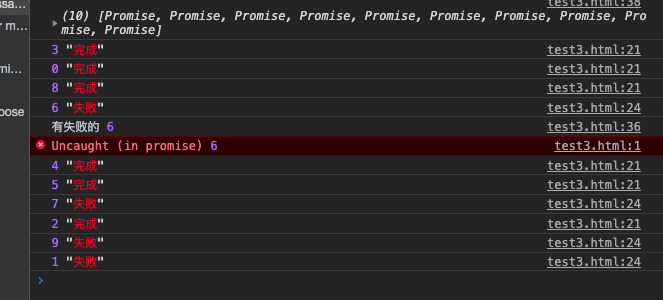 ssa...
test3.html:38
(10) [Promise, Promise, Promise, Promise, Promise, Promise, Promise, Promise, Pro
mise, Promise]
r m...
3 "完成" test3.html:21
0 "完成" test3.html:21
rni...
8 "完成" test3.html:21
6 "失败" test3.html:24
pose
有失败的 6 test3.html:36
Uncaught (in promise) 6 test3.html:1
4 "完成" test3.html:21
5 "完成" test3.html:21
7 "失败" test3.html:24
2 "完成" test3.html:21
9 "失败" test3.html:24
1 "失败" test3.html:24
>